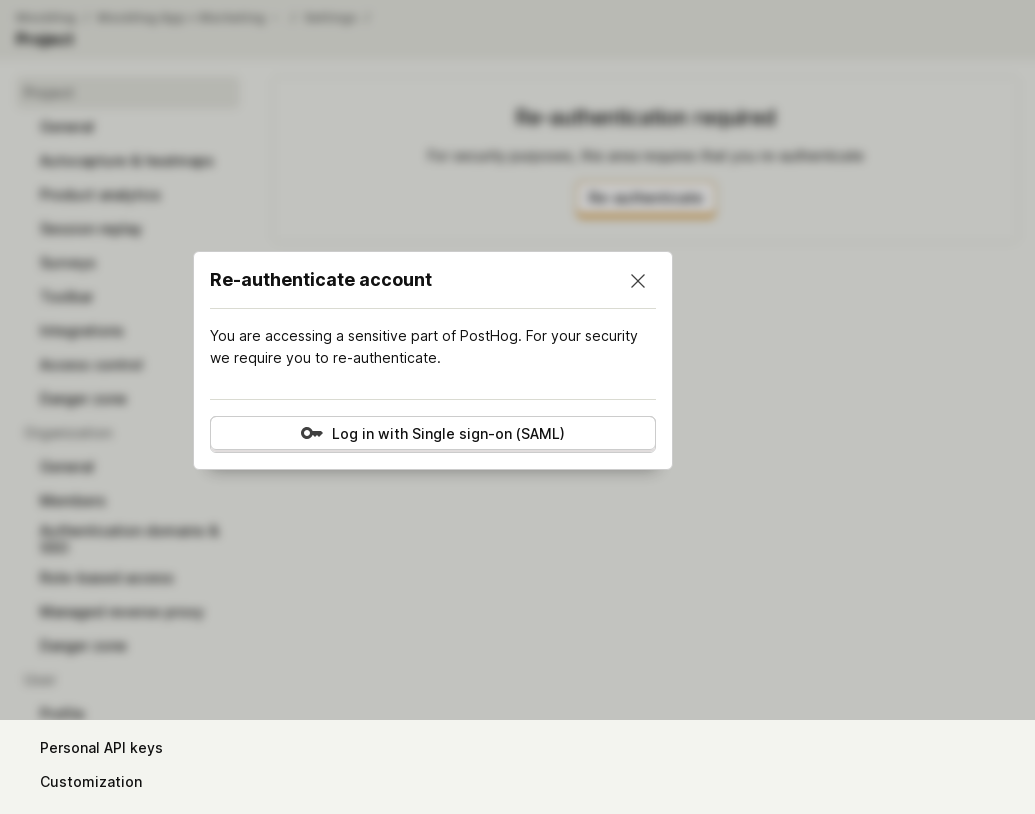 Project
Project
General
Autocapture & heatmaps
Product analytics
Session replay
Surveys
Toolbar
Integrations
Access control
Danger zone
Organization
General
Members
Authentication domains &
SSO
Role-based access
Managed reverse proxy
Danger zone
User
Profile
Personal API keys
Customization
Re-authentication required
For security purposes, this area requires that you re-authenticate
Re-authenticate
Re-authenticate account
You are accessing a sensitive part of PostHog. For your security
we require you to re-authenticate.
Log in with Single sign-on (SAML)